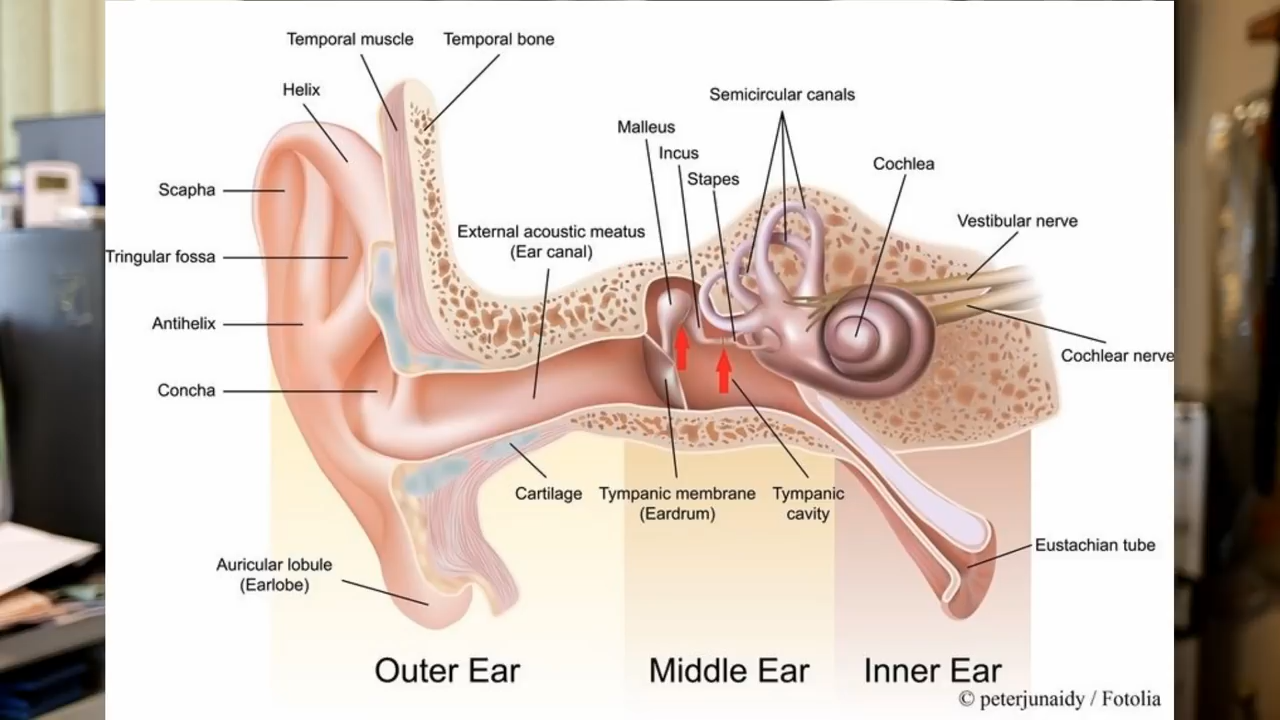 Temporal muscle
Temporal bone
Helix
Semicircular canals
Malleus
Incus
Stapes
Cochlea
Scapha
Vestibular nerve
External acoustic meatus
(Ear canal)
Tringular fossa
Antihelix
Cochlear nerve
Concha
Cartilage
Tympanic membrane
(Eardrum)
Tympanic
cavity
Eustachian tube
Auricular lobule
(Earlobe)
Outer Ear
Middle Ear
Inner Ear
© peterjunaidy / Fotolia